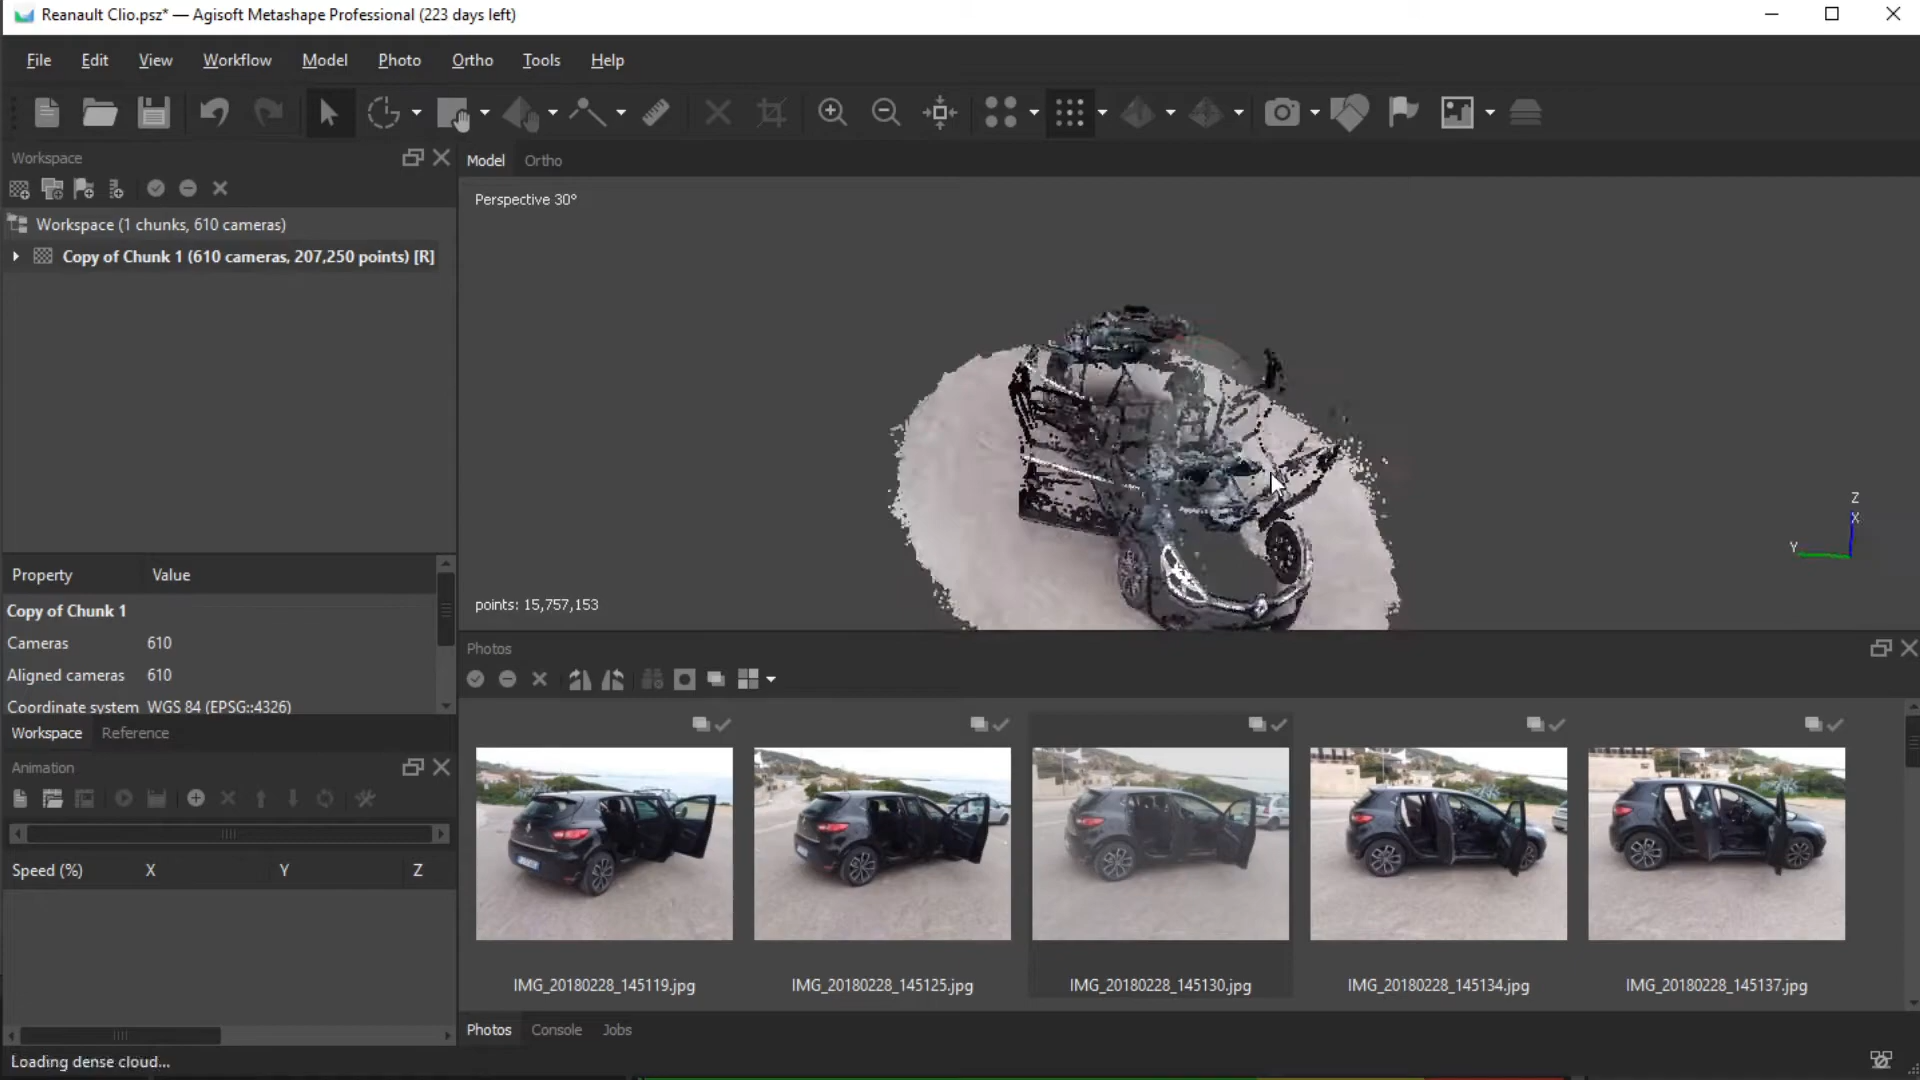 Reanault Clio.psz* — Agisoft Metashape Professional (223 days left)
File Edit View Workflow Model Photo Ortho Tools Help
Workspace
Model Ortho
Perspective 30°
Workspace (1 chunks, 610 cameras)
Copy of Chunk 1 (610 cameras, 207,250 points) [R]
Z
X
Y
Property Value
points: 15,757,153
Copy of Chunk 1
Cameras 610
Aligned cameras 610
Coordinate system WGS 84 (EPSG::4326)
Photos
Workspace Reference
Animation
Speed (%) X Y Z
IMG_20180228_145119.jpg
IMG_20180228_145125.jpg
IMG_20180228_145130.jpg
IMG_20180228_145134.jpg
IMG_20180228_145137.jpg
Photos Console Jobs
Loading dense cloud...